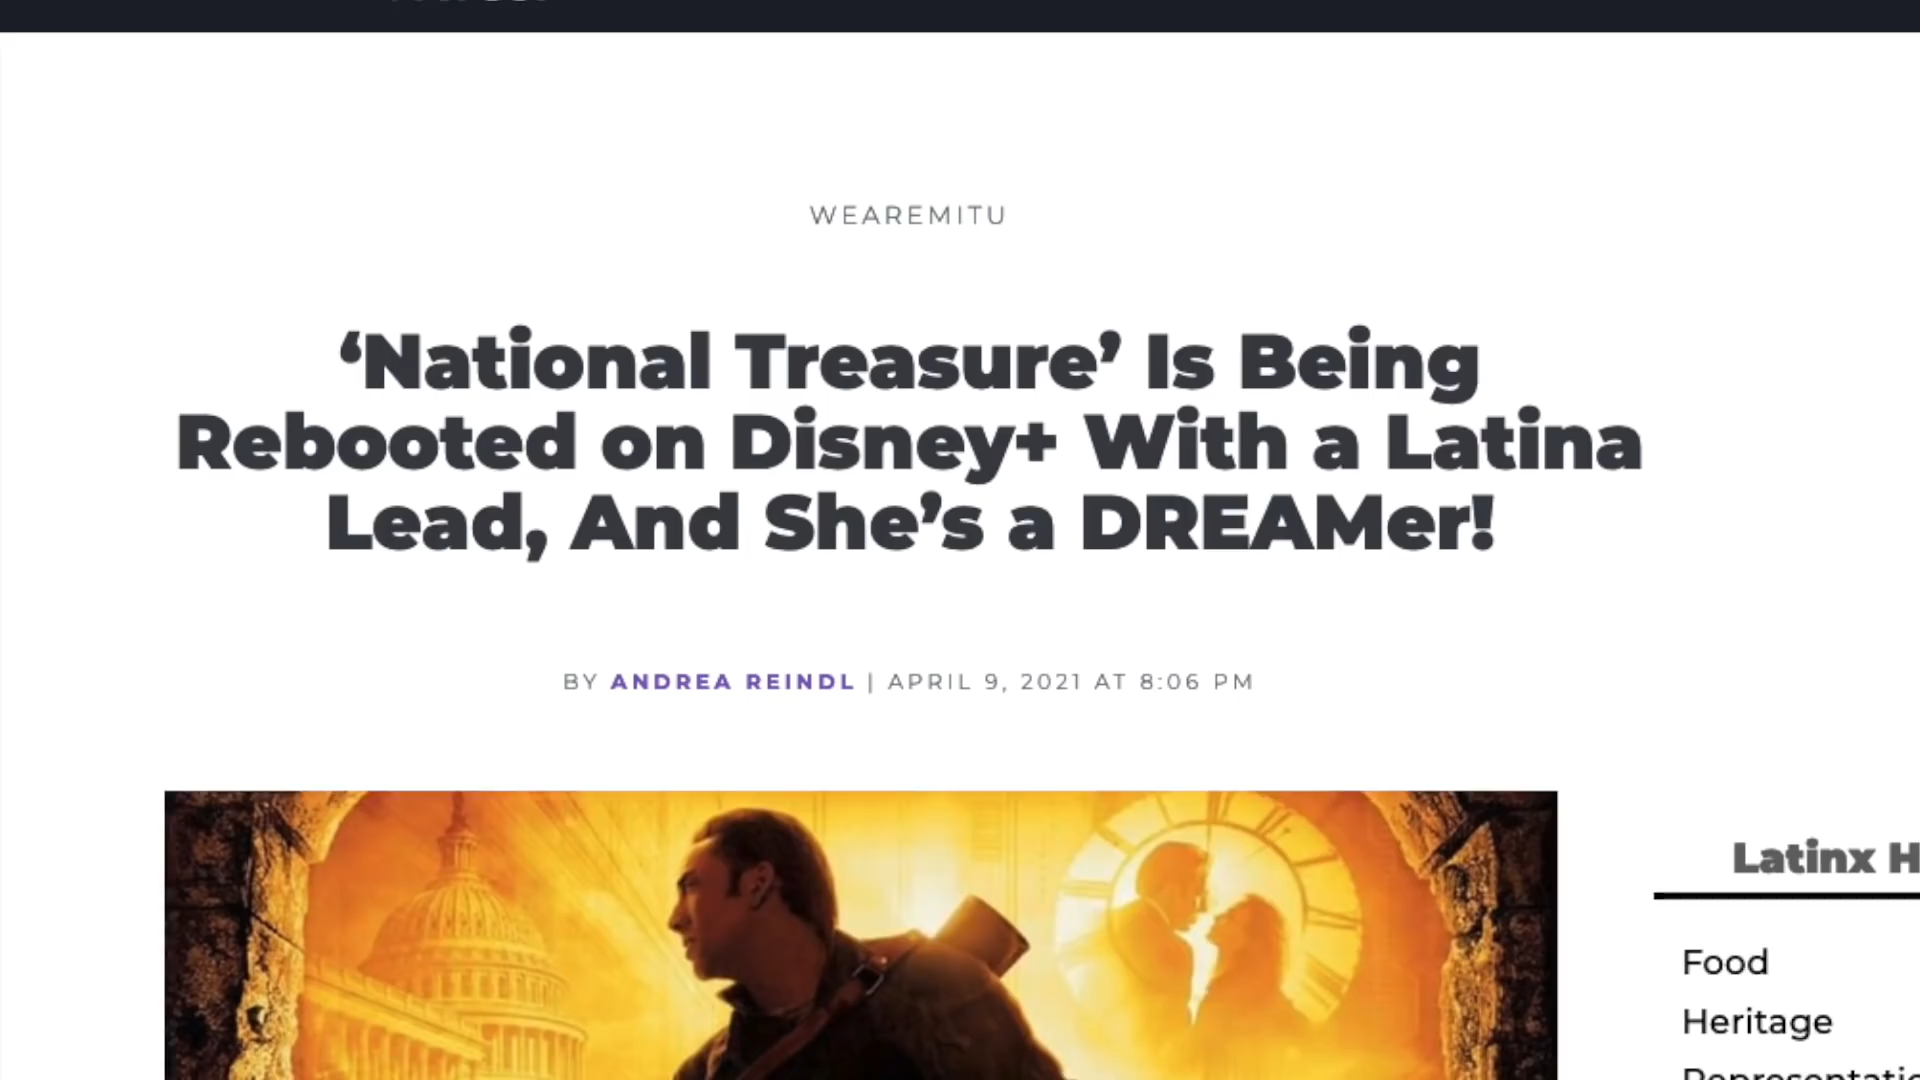 WEAREMITU
‘National Treasure’ Is Being
Rebooted on Disney+ With a Latina
Lead, And She’s a DREAMer!
BY ANDREA REINDL | APRIL 9, 2021 AT 8:06 PM
Latinx H
Food
Heritage